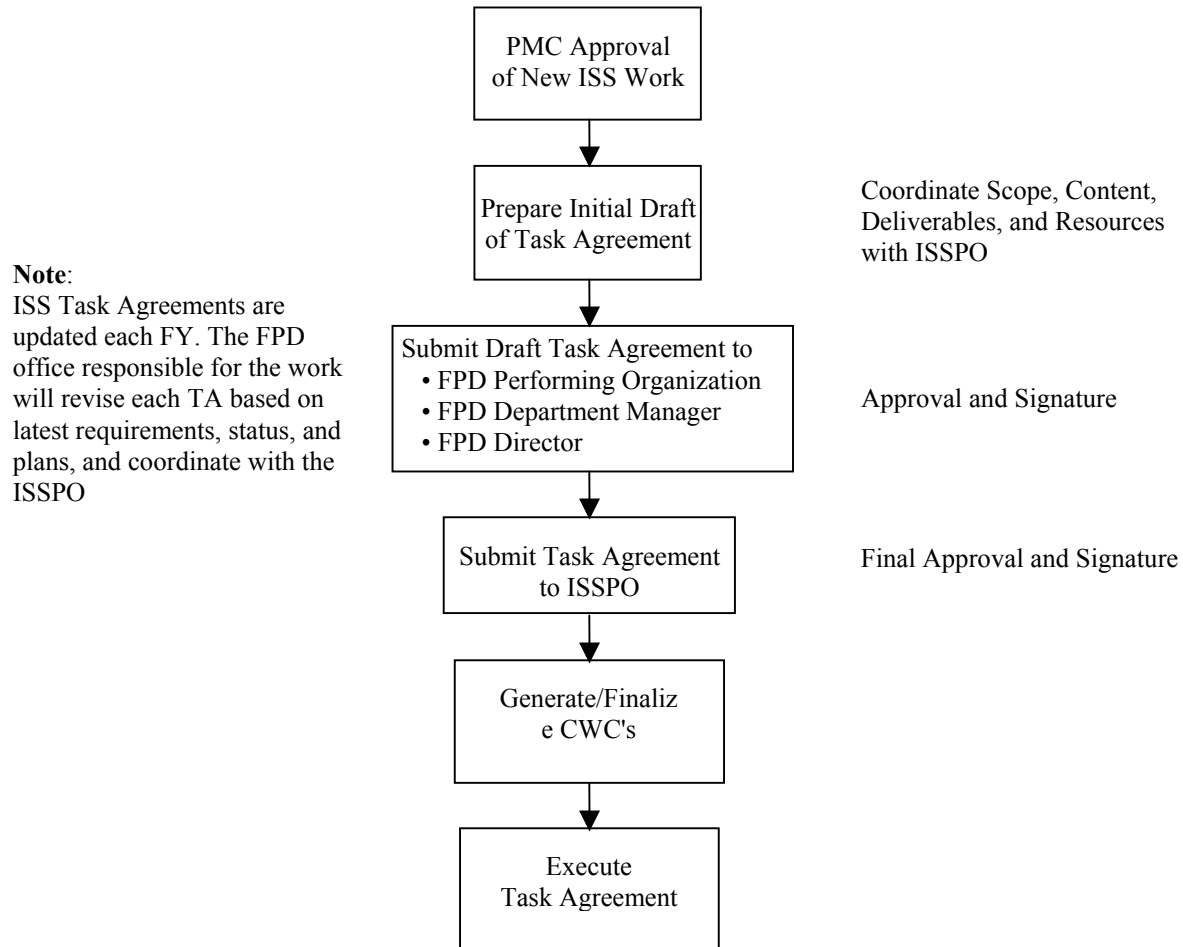 PMC Approval
of New ISS Work
Prepare Initial Draft
of Task Agreement
Coordinate Scope, Content,
Deliverables, and Resources
with ISSPO
Note:
ISS Task Agreements are
updated each FY. The FPD
office responsible for the work
will revise each TA based on
latest requirements, status, and
plans, and coordinate with the
ISSPO
Submit Draft Task Agreement to
• FPD Performing Organization
• FPD Department Manager
• FPD Director
Approval and Signature
Submit Task Agreement
to ISSPO
Final Approval and Signature
Generate/Finaliz
e CWC's
Execute
Task Agreement